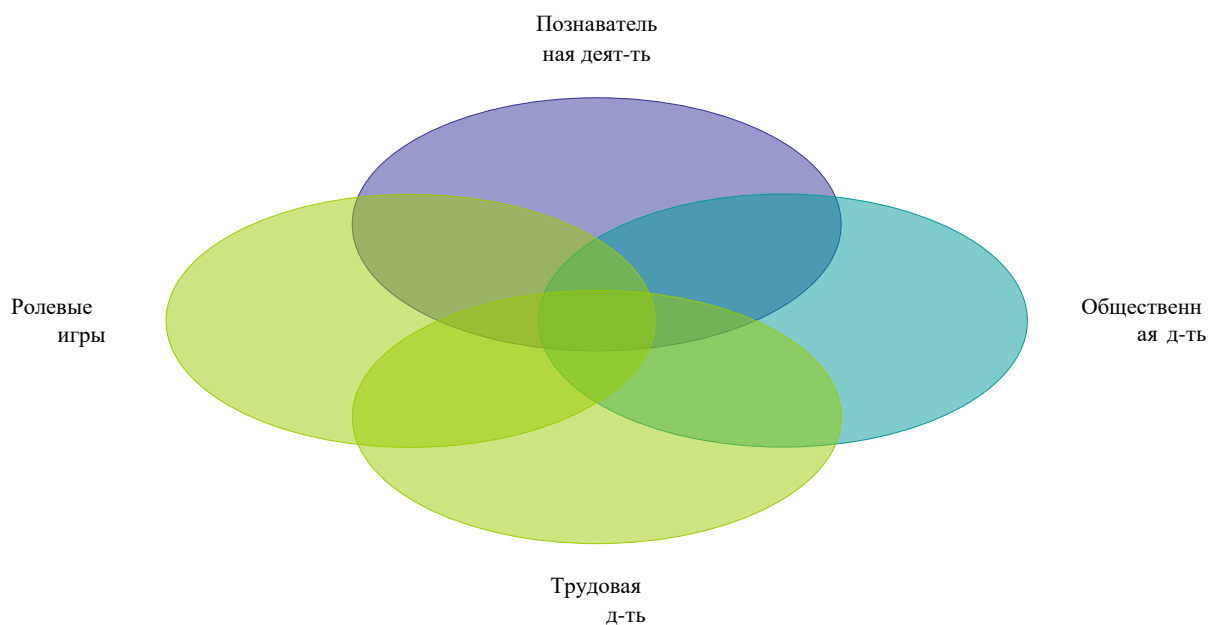 Познаватель
ная деят-ть
Ролевые
игры
Общественн
ая д-ть
Трудовая
д-ть